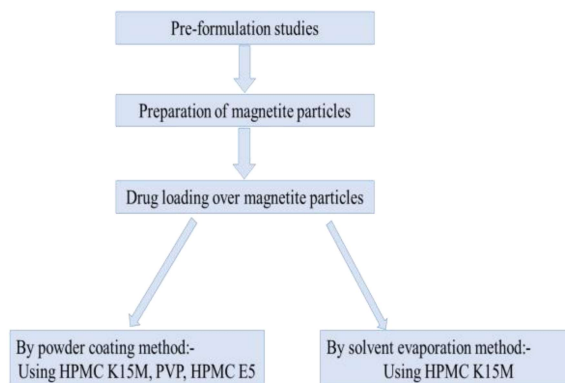 Pre-formulation studies
Preparation of magnetite particles
Drug loading over magnetite particles
By powder coating method:-
Using HPMC K15M, PVP, HPMC E5
By solvent evaporation method:-
Using HPMC K15M